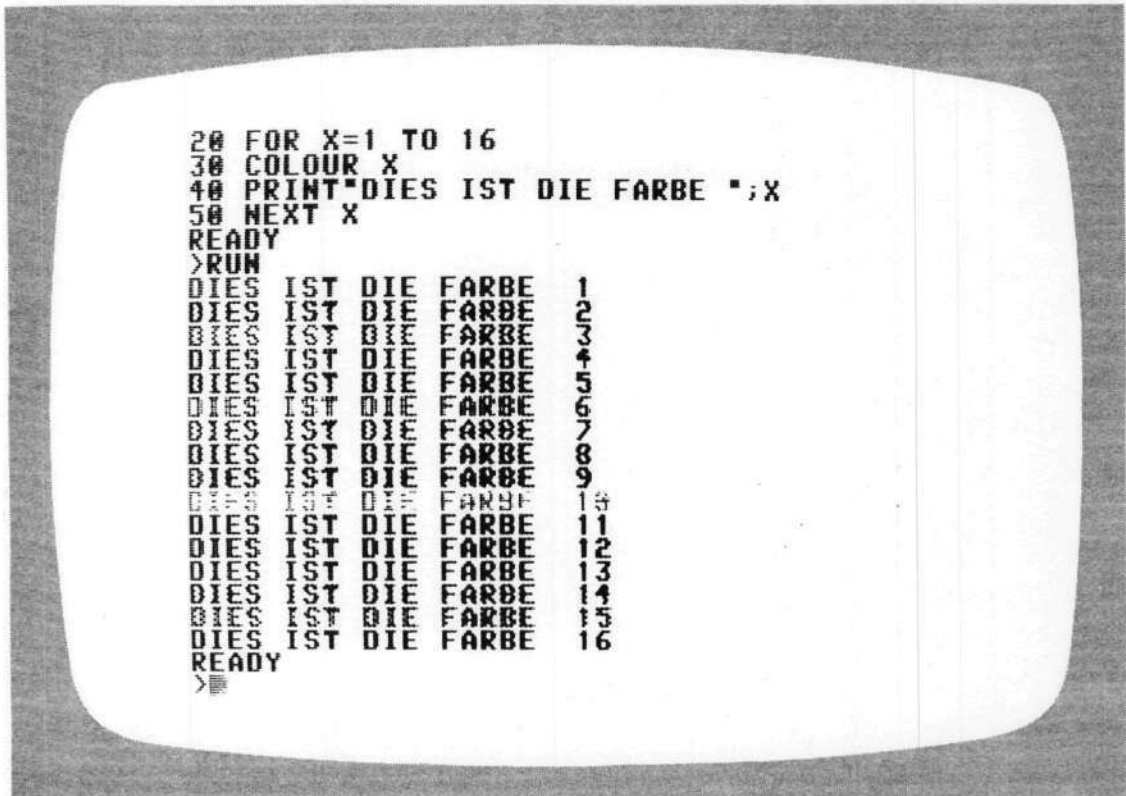 20 FOR X=1 TO 16
30 COLOUR X
40 PRINT"DIES IST DIE FARBE ";X
50 NEXT X
READY
>RUN
DIES IST DIE FARBE  1
DIES IST DIE FARBE  2
DIES IST DIE FARBE  3
DIES IST DIE FARBE  4
DIES IST DIE FARBE  5
DIES IST DIE FARBE  6
DIES IST DIE FARBE  7
DIES IST DIE FARBE  8
DIES IST DIE FARBE  9
DIES IST DIE FARBE  10
DIES IST DIE FARBE  11
DIES IST DIE FARBE  12
DIES IST DIE FARBE  13
DIES IST DIE FARBE  14
DIES IST DIE FARBE  15
DIES IST DIE FARBE  16
READY
>